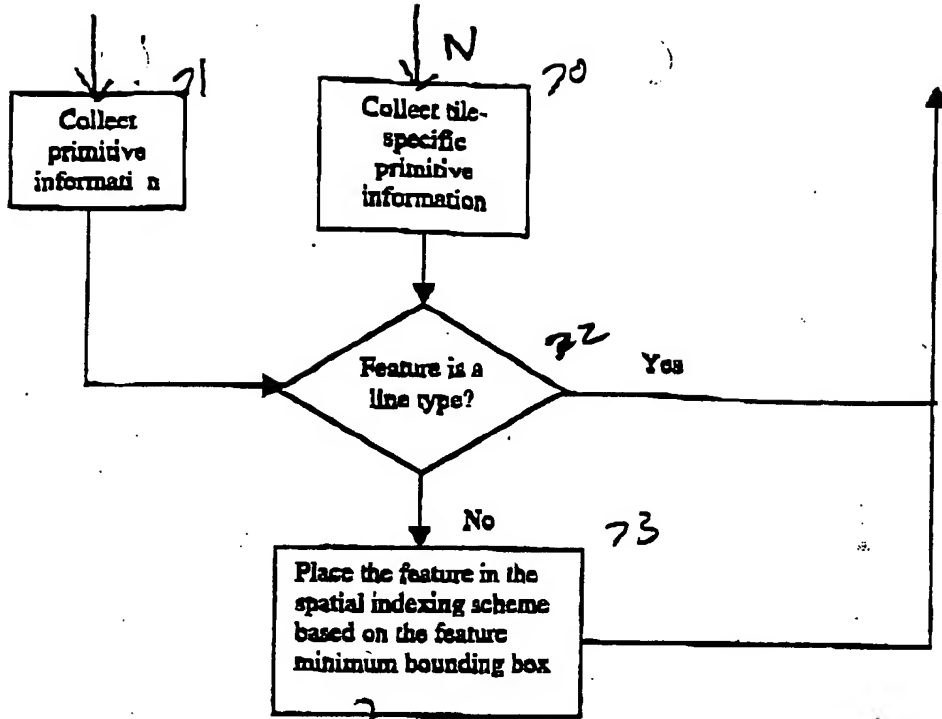 71
Collect
primitive
informati n
N
70
Collect tile-
specific
primitive
information
72
Feature is a
line type?
Yes
No
73
Place the feature in the
spatial indexing scheme
based on the feature
minimum bounding box